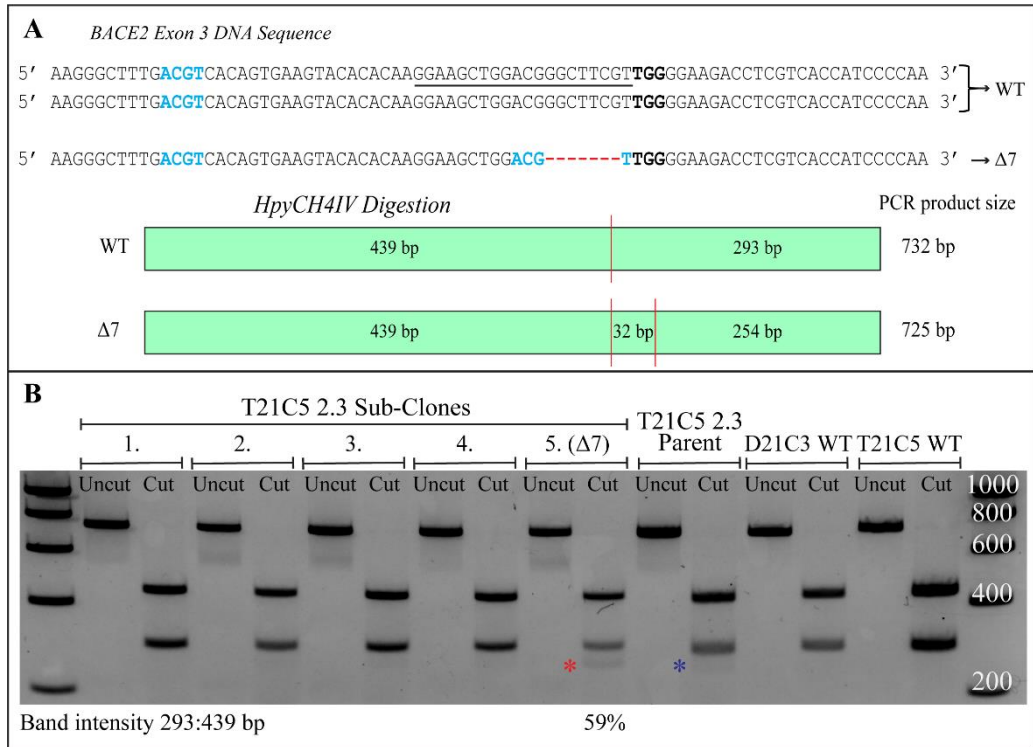 A BACE2 Exon 3 DNA Sequence
5′ AAGGGCTTTGACGTCACAGTGAAGTACACACAAGGAAGCTGGACGGGCTTCGTTGGGGAAGACCTCGTCACCATCCCCAA 3′
→ WT
5′ AAGGGCTTTGACGTCACAGTGAAGTACACACAAGGAAGCTGGACGGGCTTCGTTGGGGAAGACCTCGTCACCATCCCCAA 3′
5′ AAGGGCTTTGACGTCACAGTGAAGTACACACAAGGAAGCTGGACG-------TTGGGGAAGACCTCGTCACCATCCCCAA 3′ → Δ7
HpyCH4IV Digestion PCR product size
WT 439 bp 293 bp 732 bp
Δ7 439 bp 32 bp 254 bp 725 bp
B
T21C5 2.3 Sub-Clones T21C5 2.3
1. 2. 3. 4. 5. (Δ7) Parent D21C3 WT T21C5 WT
Uncut Cut Uncut Cut Uncut Cut Uncut Cut Uncut Cut Uncut Cut Uncut Cut Uncut Cut 1000
800
600
400
* *
200
Band intensity 293:439 bp 59%